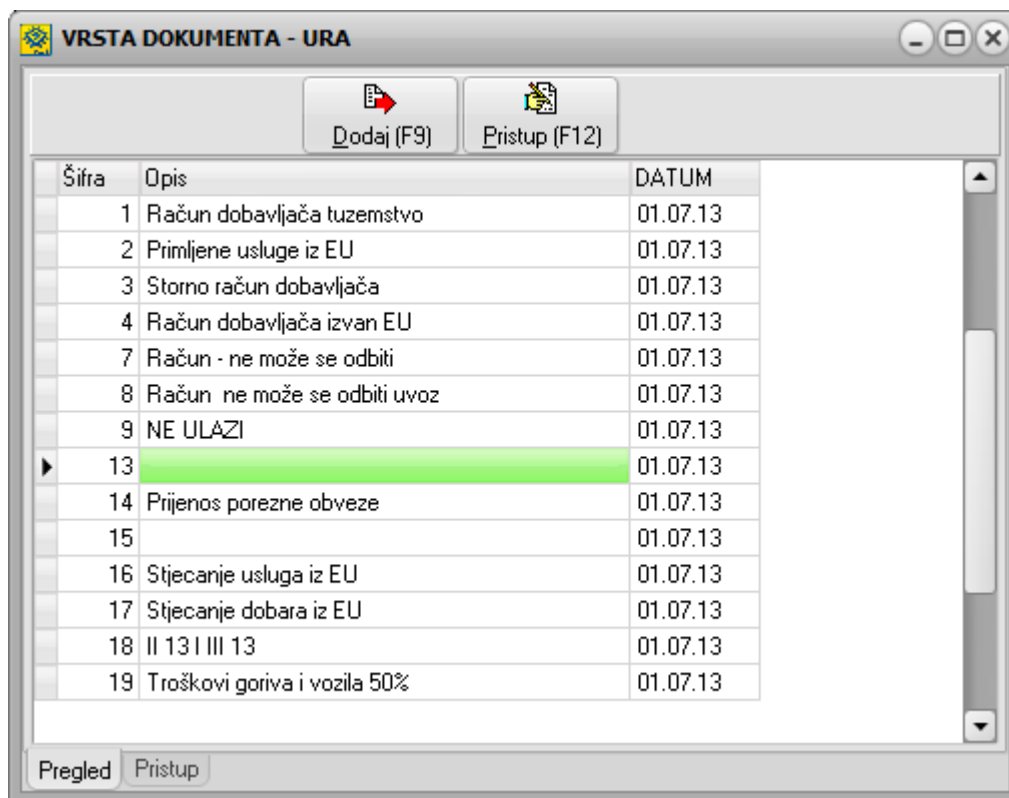 VRSTA DOKUMENTA - URA
Dodaj (F9) Pristup (F12)
Šifra Opis DATUM
1 Račun dobavljača tuzemstvo 01.07.13
2 Primljene usluge iz EU 01.07.13
3 Storno račun dobavljača 01.07.13
4 Račun dobavljača izvan EU 01.07.13
7 Račun - ne može se odbiti 01.07.13
8 Račun  ne može se odbiti uvoz 01.07.13
9 NE ULAZI 01.07.13
13 01.07.13
14 Prijenos porezne obveze 01.07.13
15 01.07.13
16 Stjecanje usluga iz EU 01.07.13
17 Stjecanje dobara iz EU 01.07.13
18 II 13 I III 13 01.07.13
19 Troškovi goriva i vozila 50% 01.07.13
Pregled Pristup